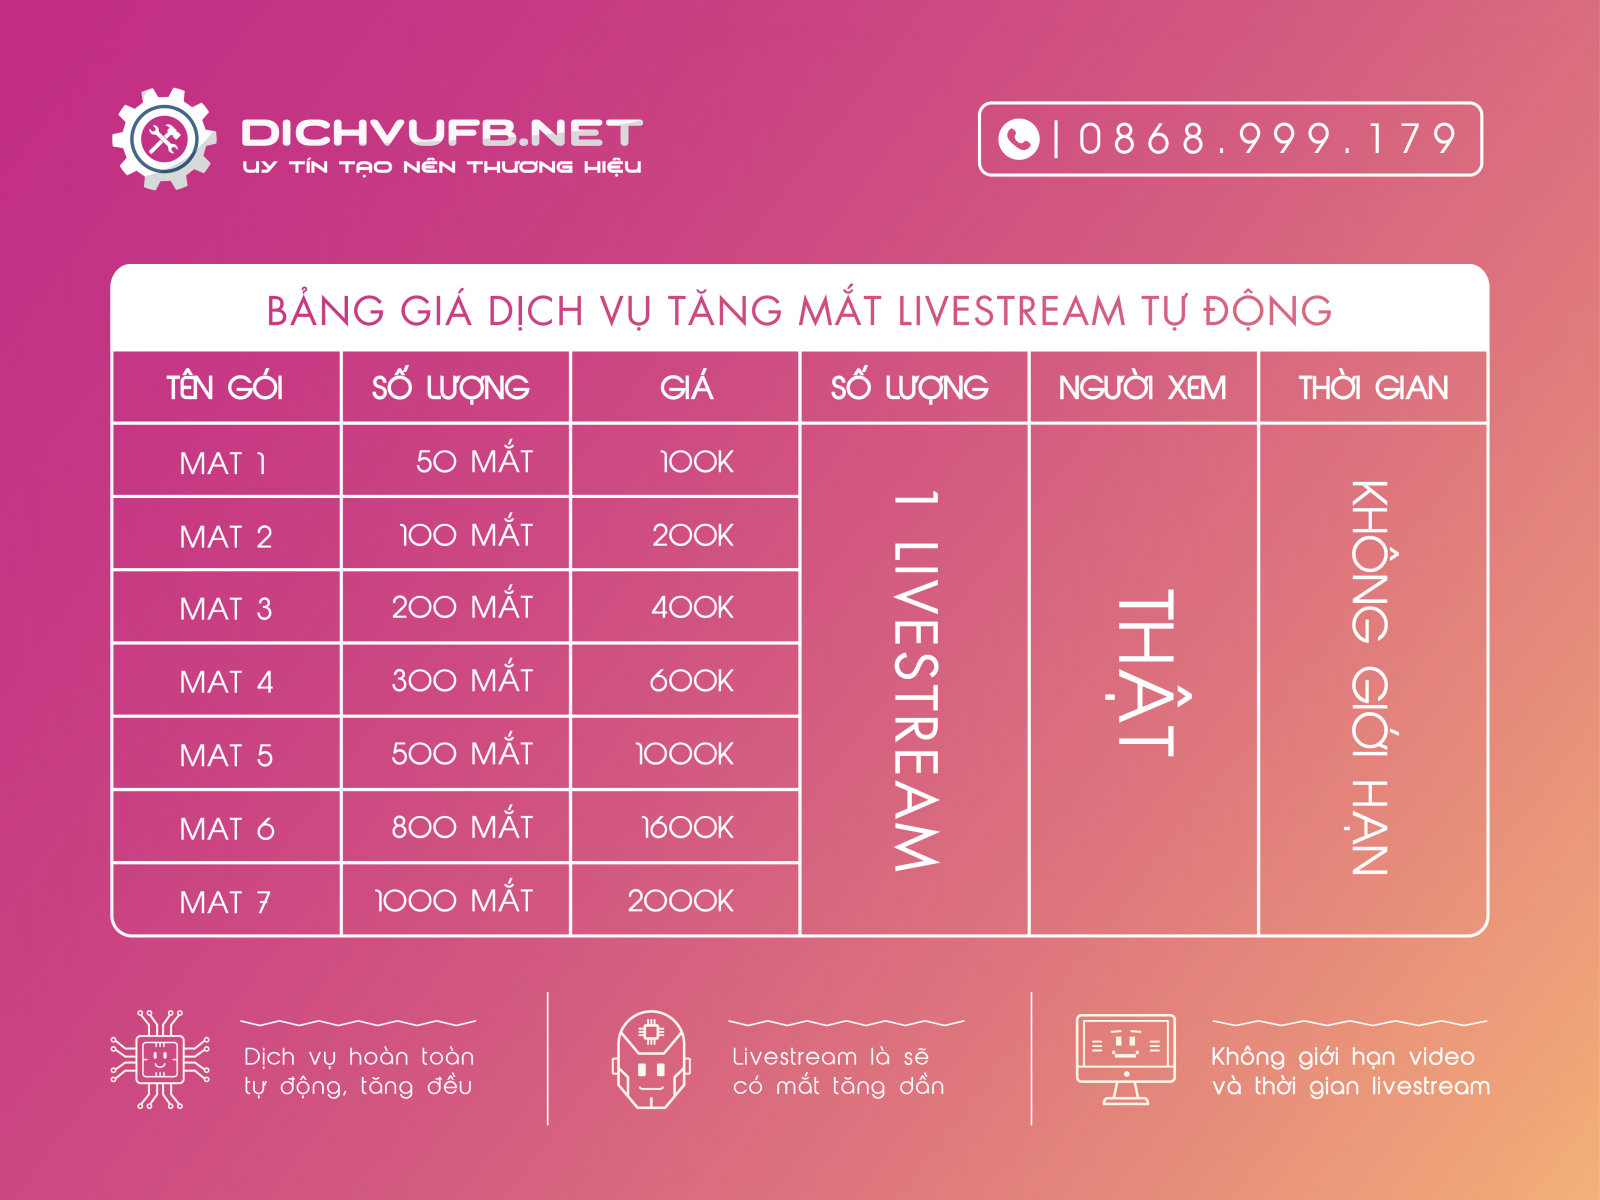 DICHVUFB.NET
UY TÍN TẠO NÊN THƯƠNG HIỆU
0868.999.179
BẢNG GIÁ DỊCH VỤ TĂNG MẮT LIVESTREAM TỰ ĐỘNG
TÊN GÓI SỐ LƯỢNG GIÁ SỐ LƯỢNG NGƯỜI XEM THỜI GIAN
MAT 1 50 MẮT 100K
MAT 2 100 MẮT 200K
MAT 3 200 MẮT 400K
MAT 4 300 MẮT 600K
MAT 5 500 MẮT 1000K
MAT 6 800 MẮT 1600K
MAT 7 1000 MẮT 2000K
1 LIVESTREAM
THẬT
KHÔNG GIỚI HẠN
Dịch vụ hoàn toàn
tự động, tăng đều
Livestream là sẽ
có mắt tăng dần
Không giới hạn video
và thời gian livestream